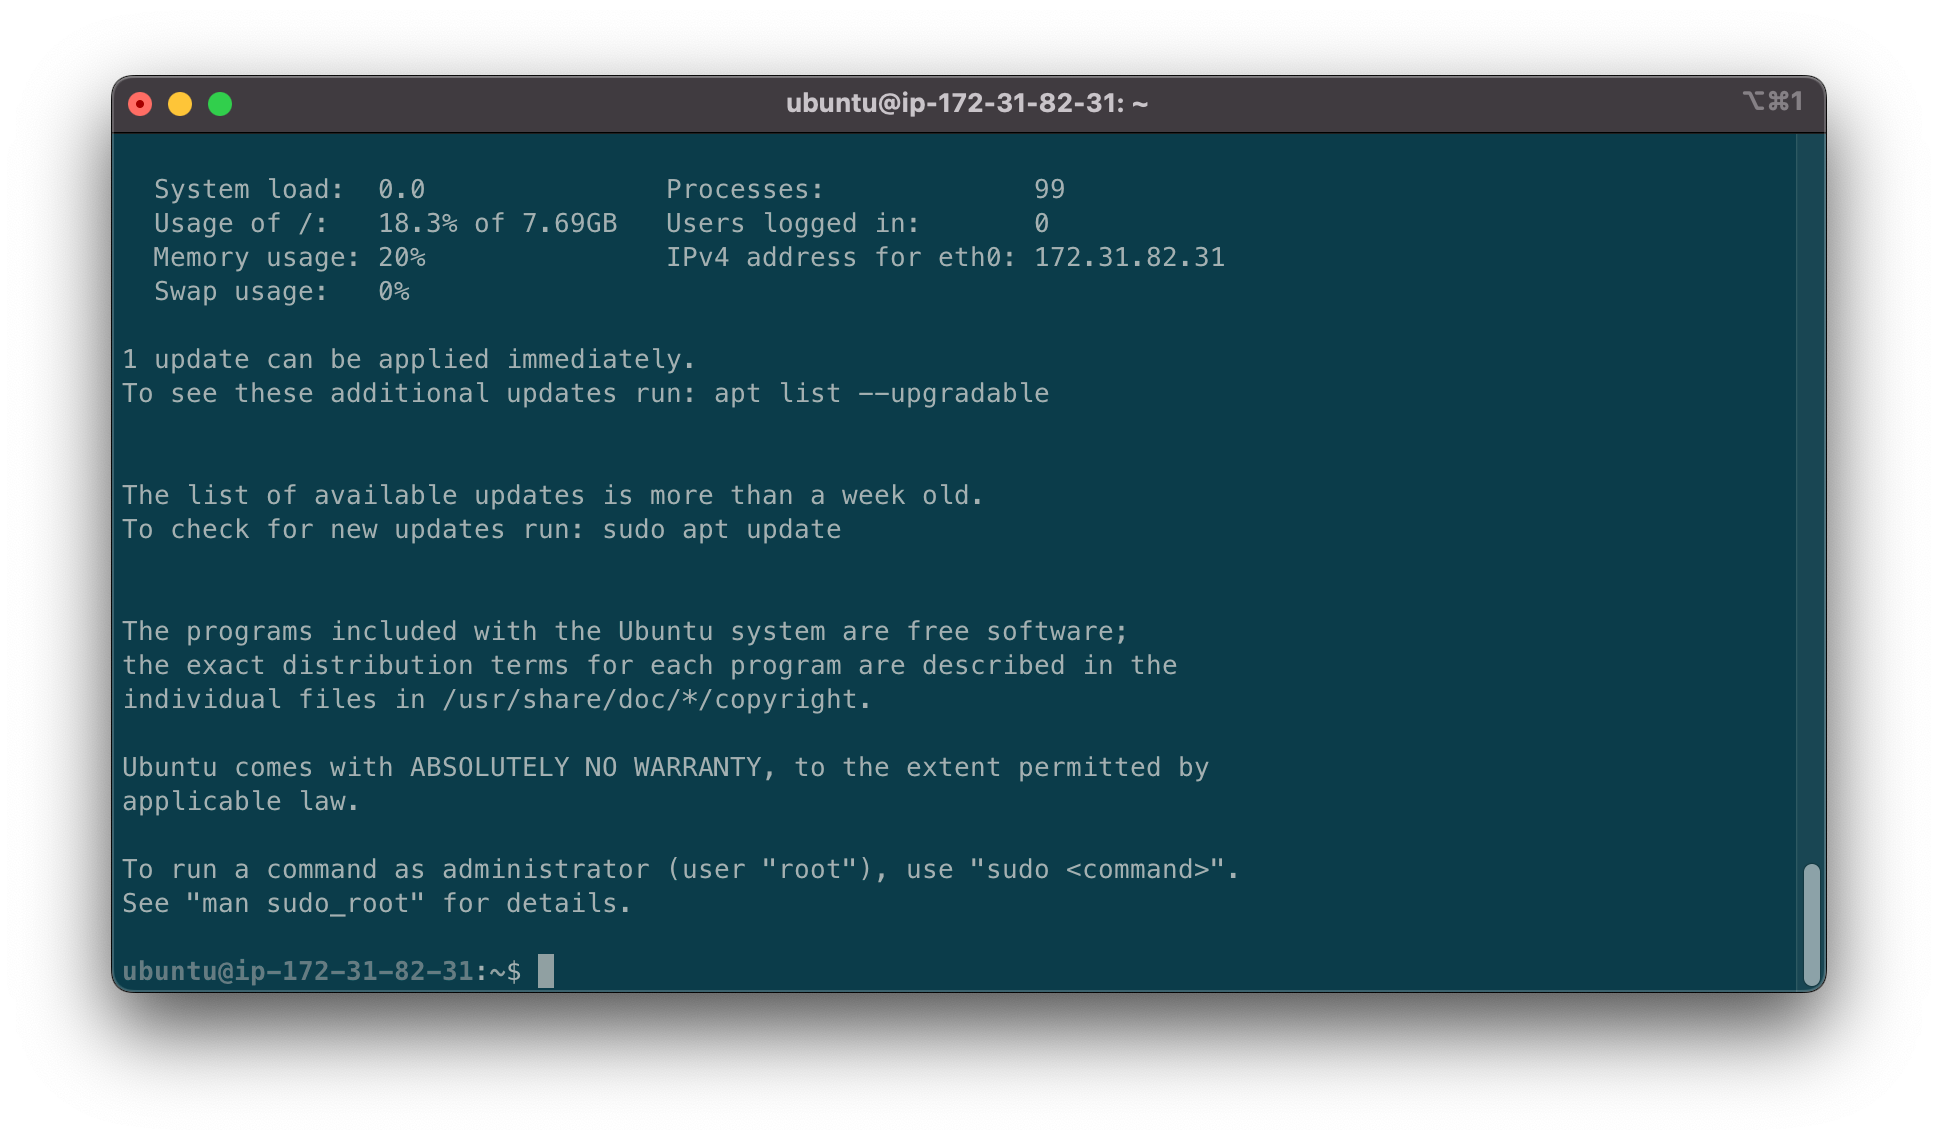 ubuntu@ip-172-31-82-31: ~
⌥⌘1
System load:  0.0               Processes:             99
Usage of /:   18.3% of 7.69GB   Users logged in:       0
Memory usage: 20%               IPv4 address for eth0: 172.31.82.31
Swap usage:   0%
1 update can be applied immediately.
To see these additional updates run: apt list --upgradable
The list of available updates is more than a week old.
To check for new updates run: sudo apt update
The programs included with the Ubuntu system are free software;
the exact distribution terms for each program are described in the
individual files in /usr/share/doc/*/copyright.
Ubuntu comes with ABSOLUTELY NO WARRANTY, to the extent permitted by
applicable law.
To run a command as administrator (user "root"), use "sudo <command>".
See "man sudo_root" for details.
ubuntu@ip-172-31-82-31:~$